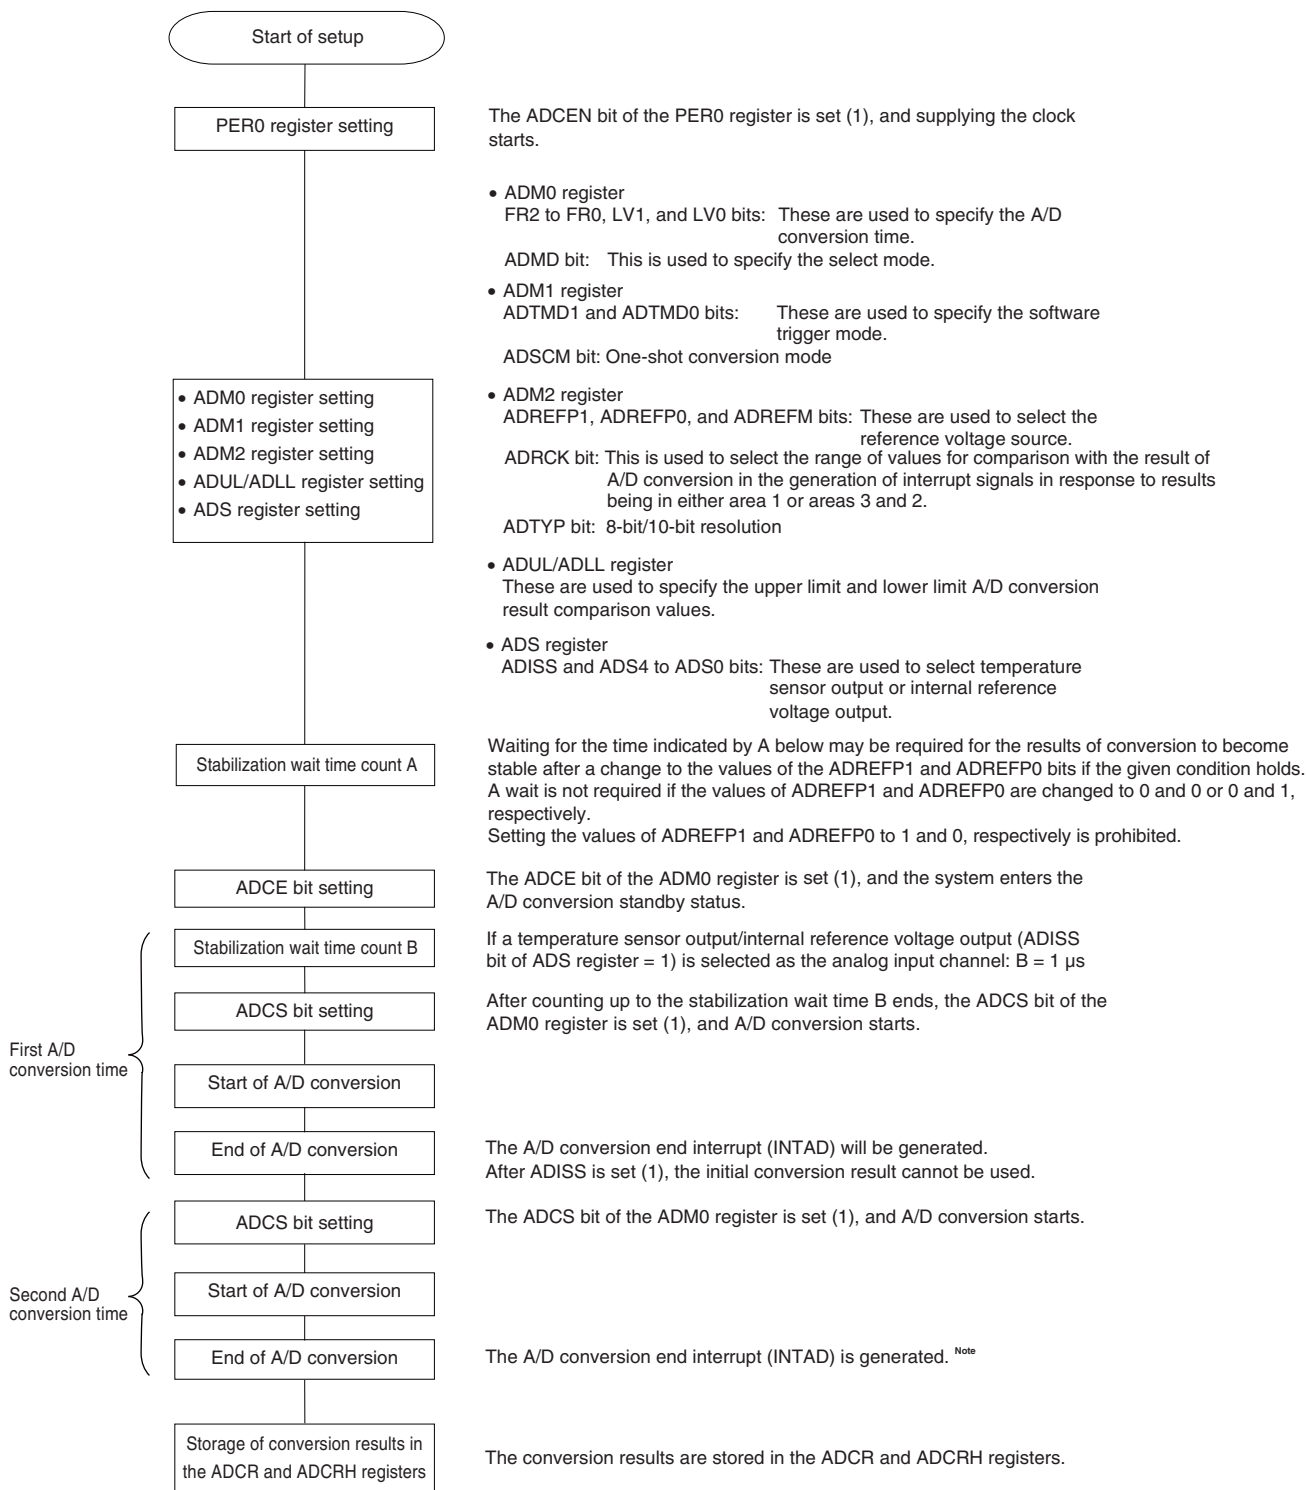 Start of setup
PER0 register setting
The ADCEN bit of the PER0 register is set (1), and supplying the clock
starts.
• ADM0 register
FR2 to FR0, LV1, and LV0 bits: These are used to specify the A/D
conversion time.
ADMD bit: This is used to specify the select mode.
• ADM1 register
ADTMD1 and ADTMD0 bits: These are used to specify the software
trigger mode.
ADSCM bit: One-shot conversion mode
• ADM0 register setting
• ADM1 register setting
• ADM2 register setting
• ADUL/ADLL register setting
• ADS register setting
• ADM2 register
ADREFP1, ADREFP0, and ADREFM bits: These are used to select the
reference voltage source.
ADRCK bit: This is used to select the range of values for comparison with the result of
A/D conversion in the generation of interrupt signals in response to results
being in either area 1 or areas 3 and 2.
ADTYP bit: 8-bit/10-bit resolution
• ADUL/ADLL register
These are used to specify the upper limit and lower limit A/D conversion
result comparison values.
• ADS register
ADISS and ADS4 to ADS0 bits: These are used to select temperature
sensor output or internal reference
voltage output.
Stabilization wait time count A
Waiting for the time indicated by A below may be required for the results of conversion to become
stable after a change to the values of the ADREFP1 and ADREFP0 bits if the given condition holds.
A wait is not required if the values of ADREFP1 and ADREFP0 are changed to 0 and 0 or 0 and 1,
respectively.
Setting the values of ADREFP1 and ADREFP0 to 1 and 0, respectively is prohibited.
ADCE bit setting
The ADCE bit of the ADM0 register is set (1), and the system enters the
A/D conversion standby status.
First A/D
conversion time
Stabilization wait time count B
If a temperature sensor output/internal reference voltage output (ADISS
bit of ADS register = 1) is selected as the analog input channel: B = 1 µs
ADCS bit setting
After counting up to the stabilization wait time B ends, the ADCS bit of the
ADM0 register is set (1), and A/D conversion starts.
Start of A/D conversion
End of A/D conversion
The A/D conversion end interrupt (INTAD) will be generated.
After ADISS is set (1), the initial conversion result cannot be used.
Second A/D
conversion time
ADCS bit setting
The ADCS bit of the ADM0 register is set (1), and A/D conversion starts.
Start of A/D conversion
End of A/D conversion
The A/D conversion end interrupt (INTAD) is generated. Note
Storage of conversion results in
the ADCR and ADCRH registers
The conversion results are stored in the ADCR and ADCRH registers.